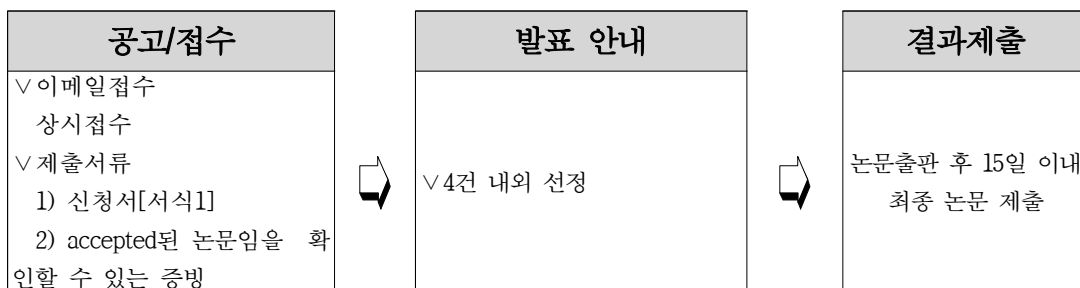 공고/접수
∨이메일접수
상시접수
∨제출서류
1) 신청서[서식1]
2) accepted된 논문임을 확
인할 수 있는 증빙
발표 안내
∨4건 내외 선정
결과제출
논문출판 후 15일 이내
최종 논문 제출